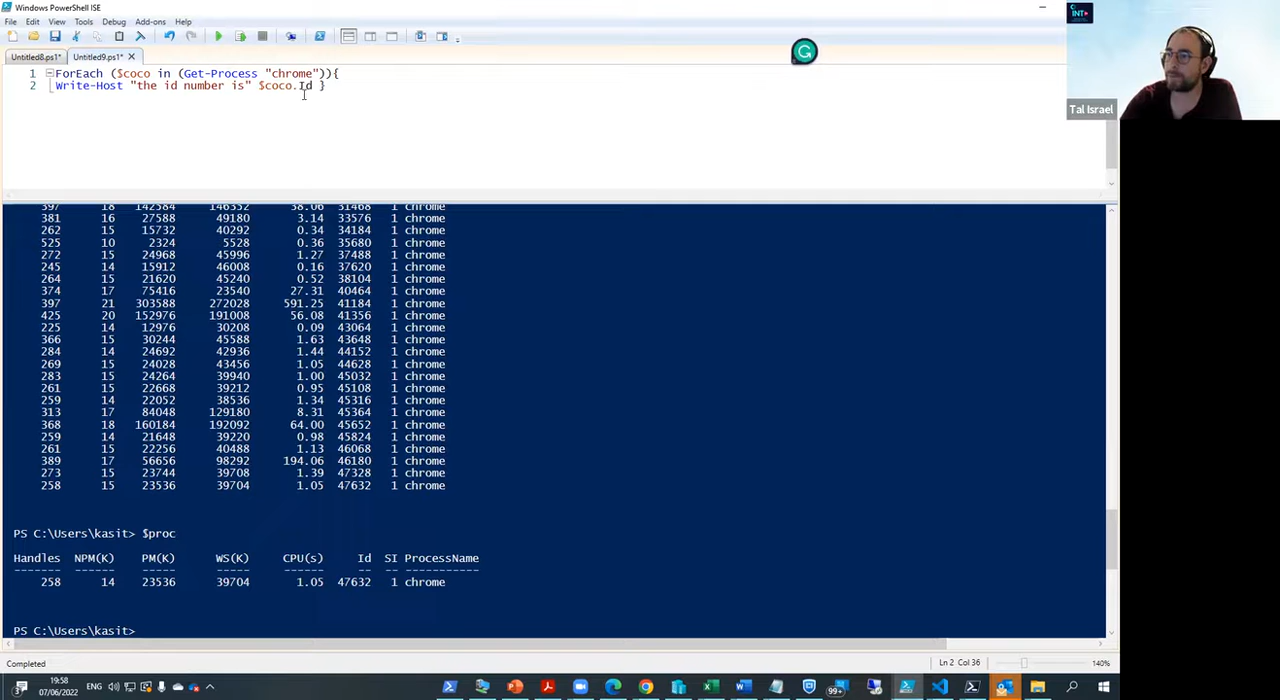 Windows PowerShell ISE
File Edit View Tools Debug Add-ons Help
Untitled8.ps1* Untitled9.ps1* X
1 ForEach ($coco in (Get-Process "chrome")){
2 Write-Host "the id number is" $coco.Id }
INT
Tal Israel
397 18 142584 146352 38.06 31468 1 chrome
381 16 27588 49180 3.14 33576 1 chrome
262 15 15732 40292 0.34 34184 1 chrome
525 10 2324 5528 0.36 35680 1 chrome
272 15 24968 45996 1.27 37488 1 chrome
245 14 15912 46008 0.16 37620 1 chrome
264 15 21620 45240 0.52 38104 1 chrome
374 17 75416 23540 27.31 40464 1 chrome
397 21 303588 272028 591.25 41184 1 chrome
425 20 152976 191008 56.08 41356 1 chrome
225 14 12976 30208 0.09 43064 1 chrome
366 15 30244 45588 1.63 43648 1 chrome
284 14 24692 42936 1.44 44152 1 chrome
269 15 24028 43456 1.05 44628 1 chrome
283 15 24264 39940 1.00 45032 1 chrome
261 15 22668 39212 0.95 45108 1 chrome
259 14 22052 38536 1.34 45316 1 chrome
313 17 84048 129180 8.31 45364 1 chrome
368 18 160184 192092 64.00 45652 1 chrome
259 14 21648 39220 0.98 45824 1 chrome
261 15 22256 40488 1.13 46068 1 chrome
389 17 56656 98292 194.06 46180 1 chrome
273 15 23744 39708 1.39 47328 1 chrome
258 15 23536 39704 1.05 47632 1 chrome
PS C:\Users\kasit> $proc
Handles NPM(K) PM(K) WS(K) CPU(s) Id SI ProcessName
------- ------ ----- ----- ------ -- -- -----------
258 14 23536 39704 1.05 47632 1 chrome
PS C:\Users\kasit>
Completed
Ln 2 Col 36
140%
19:58
07/06/2022
ENG
99+